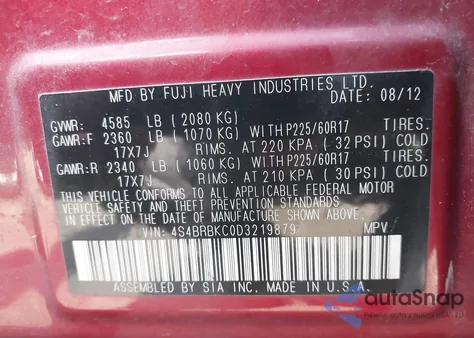 MFD BY FUJI HEAVY INDUSTRIES LTD.
DATE: 08/12
GVWR: 4585 LB (2080 KG)
GAWR:F 2360 LB (1070 KG) WITH P225/60R17 TIRES.
17X7J RIMS. AT 220 KPA (32 PSI) COLD
GAWR:R 2340 LB (1060 KG) WITH P225/60R17 TIRES.
17X7J RIMS. AT 210 KPA (30 PSI) COLD
THIS VEHICLE CONFORMS TO ALL APPLICABLE FEDERAL MOTOR
VEHICLE SAFETY AND THEFT PREVENTION STANDARDS
IN EFFECT ON THE DATE OF MANUFACTURE SHOWN ABOVE.
VIN: 4S4BRBKC0D3219879 MPV
ASSEMBLED BY SIA INC. MADE IN U.S.A.
autoSnap